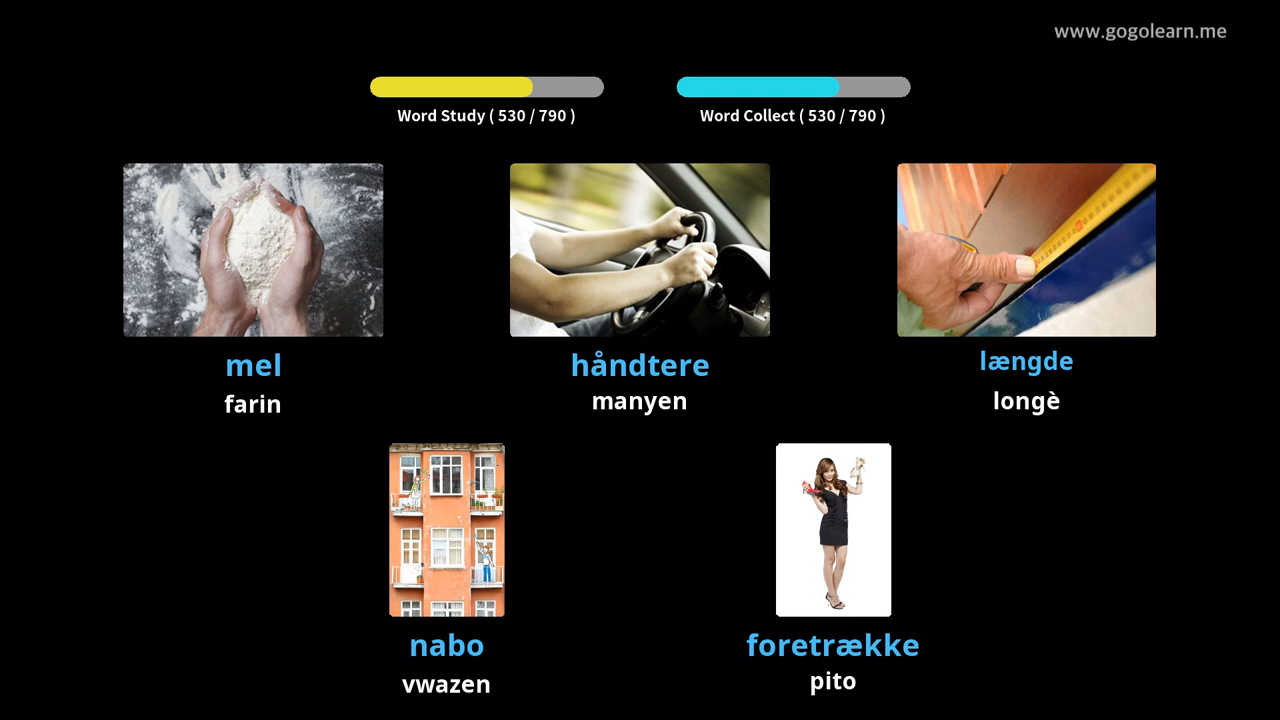 www.gogolearn.me
Word Study ( 530 / 790 )
Word Collect ( 530 / 790 )
mel
farin
håndtere
manyen
længde
longè
nabo
vwazen
foretrække
pito